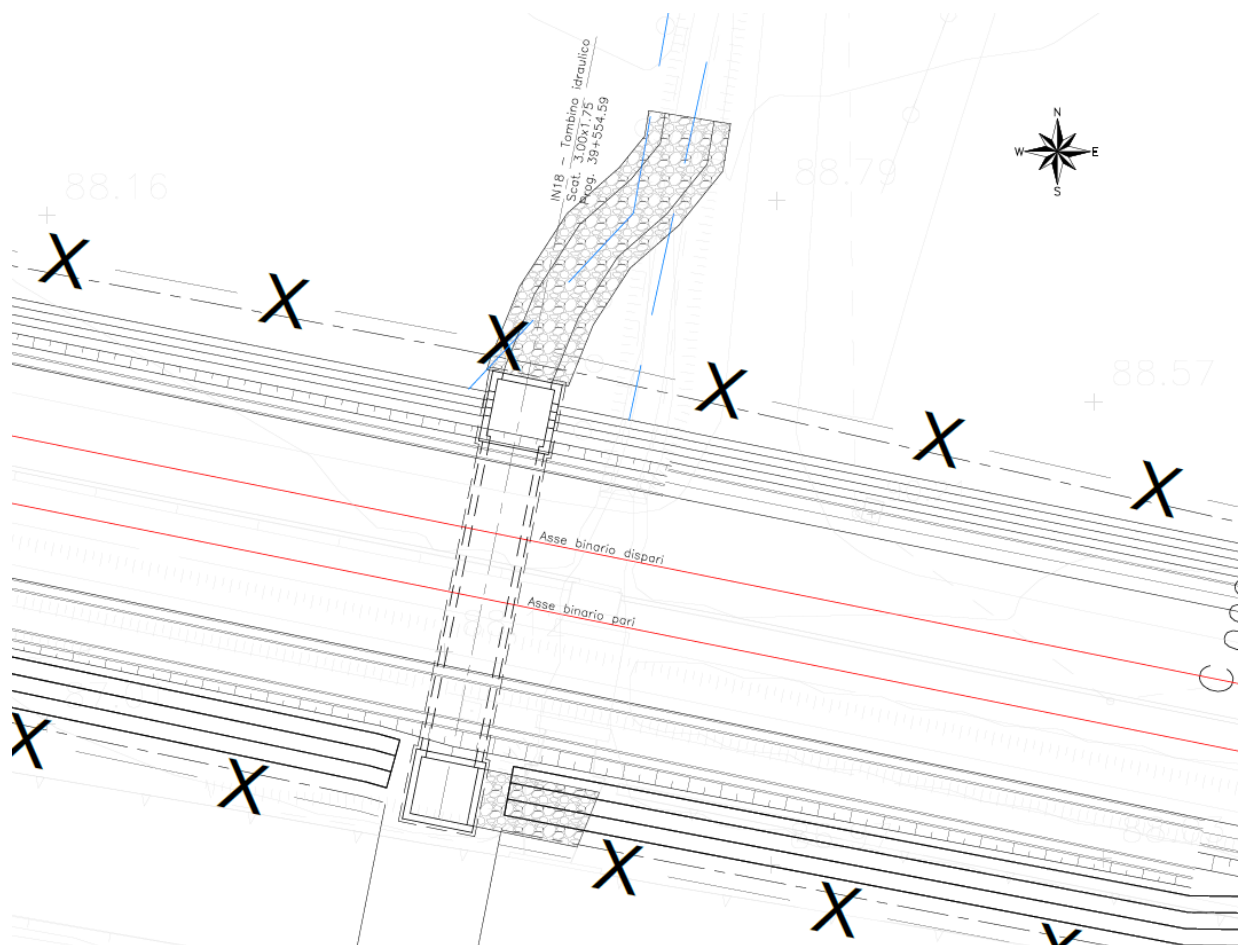 IN18 - Tombino idraulico
Scat. 3.00x1.75
Prog. 39+554.59
N
W
E
S
88.16
88.79
88.57
X
X
X
X
X
X
Asse binario dispari
Asse binario pari
X
X
X
X
X